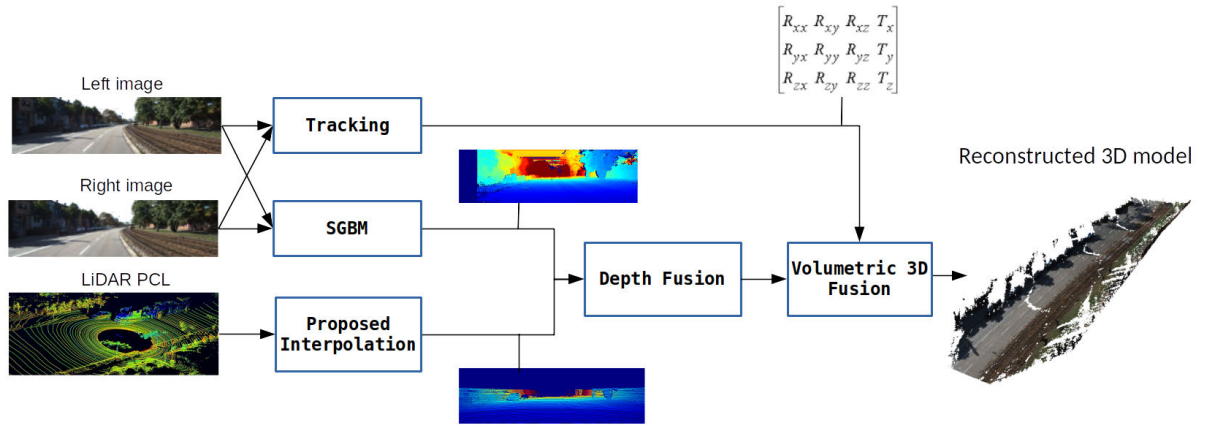 Left image
Right image
LiDAR PCL
Tracking
SGBM
Proposed
Interpolation
Depth Fusion
R_xx R_xy R_xz T_x
R_yx R_yy R_yz T_y
R_zx R_zy R_zz T_z
Volumetric 3D
Fusion
Reconstructed 3D model